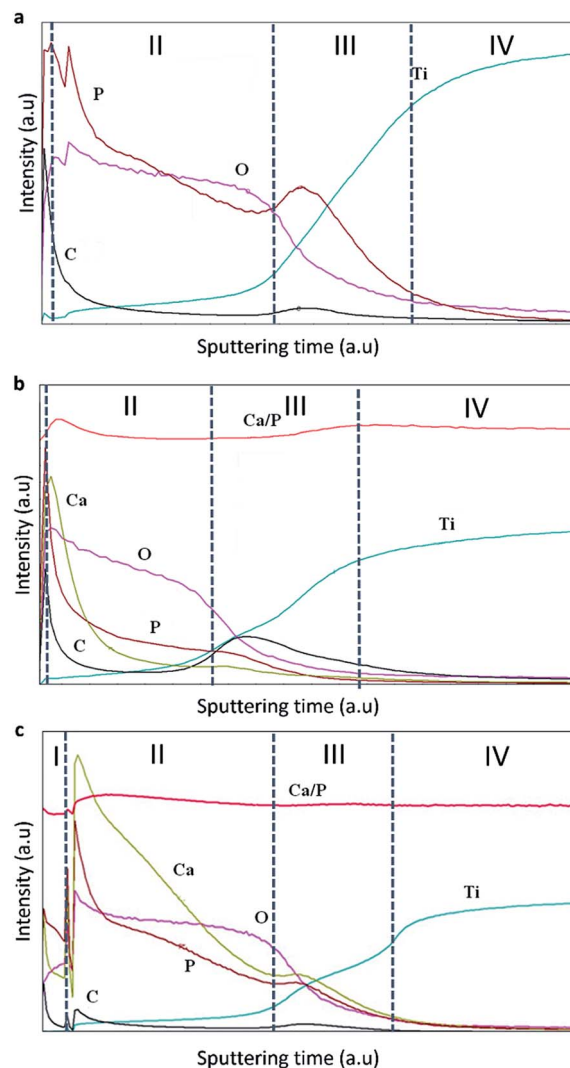 a
II
III
IV
Ti
P
O
C
Intensity (a.u)
Sputtering time (a.u)
b
II
III
IV
Ca/P
Ca
Ti
O
P
C
Intensity (a.u)
Sputtering time (a.u)
c
I
II
III
IV
Ca/P
Ca
Ti
O
P
C
Intensity (a.u)
Sputtering time (a.u)